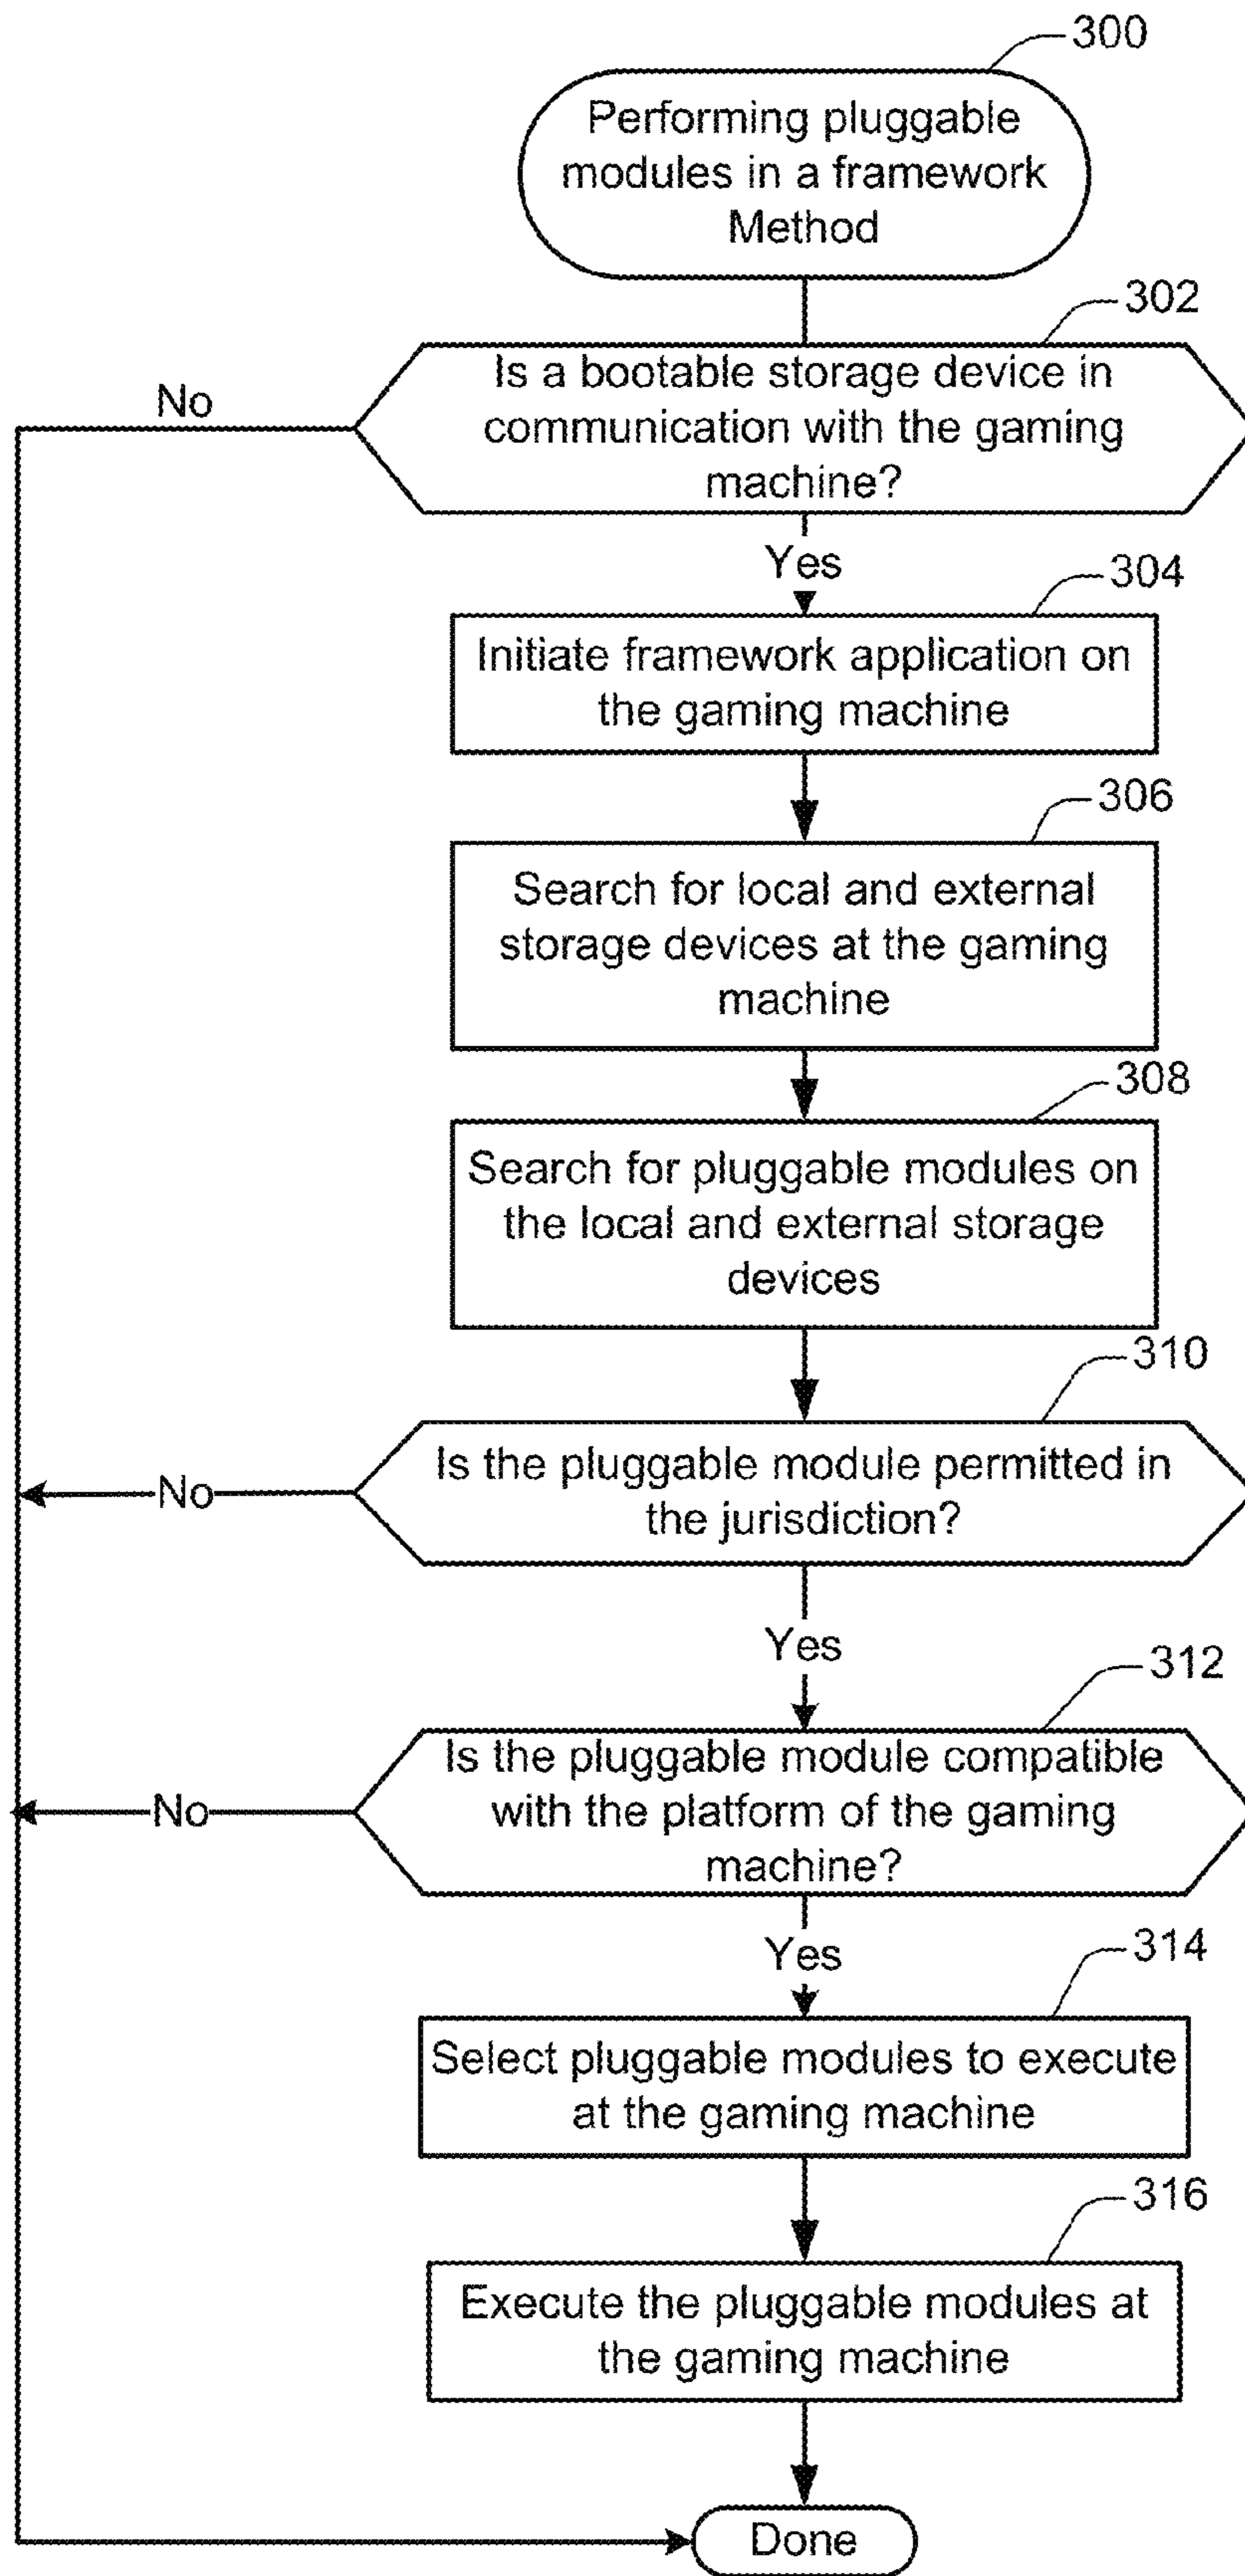 300
Performing pluggable
modules in a framework
Method
302
Is a bootable storage device in
communication with the gaming
machine?
No
Yes
304
Initiate framework application on
the gaming machine
306
Search for local and external
storage devices at the gaming
machine
308
Search for pluggable modules on
the local and external storage
devices
310
Is the pluggable module permitted in
the jurisdiction?
No
Yes
312
Is the pluggable module compatible
with the platform of the gaming
machine?
No
Yes
314
Select pluggable modules to execute
at the gaming machine
316
Execute the pluggable modules at
the gaming machine
Done